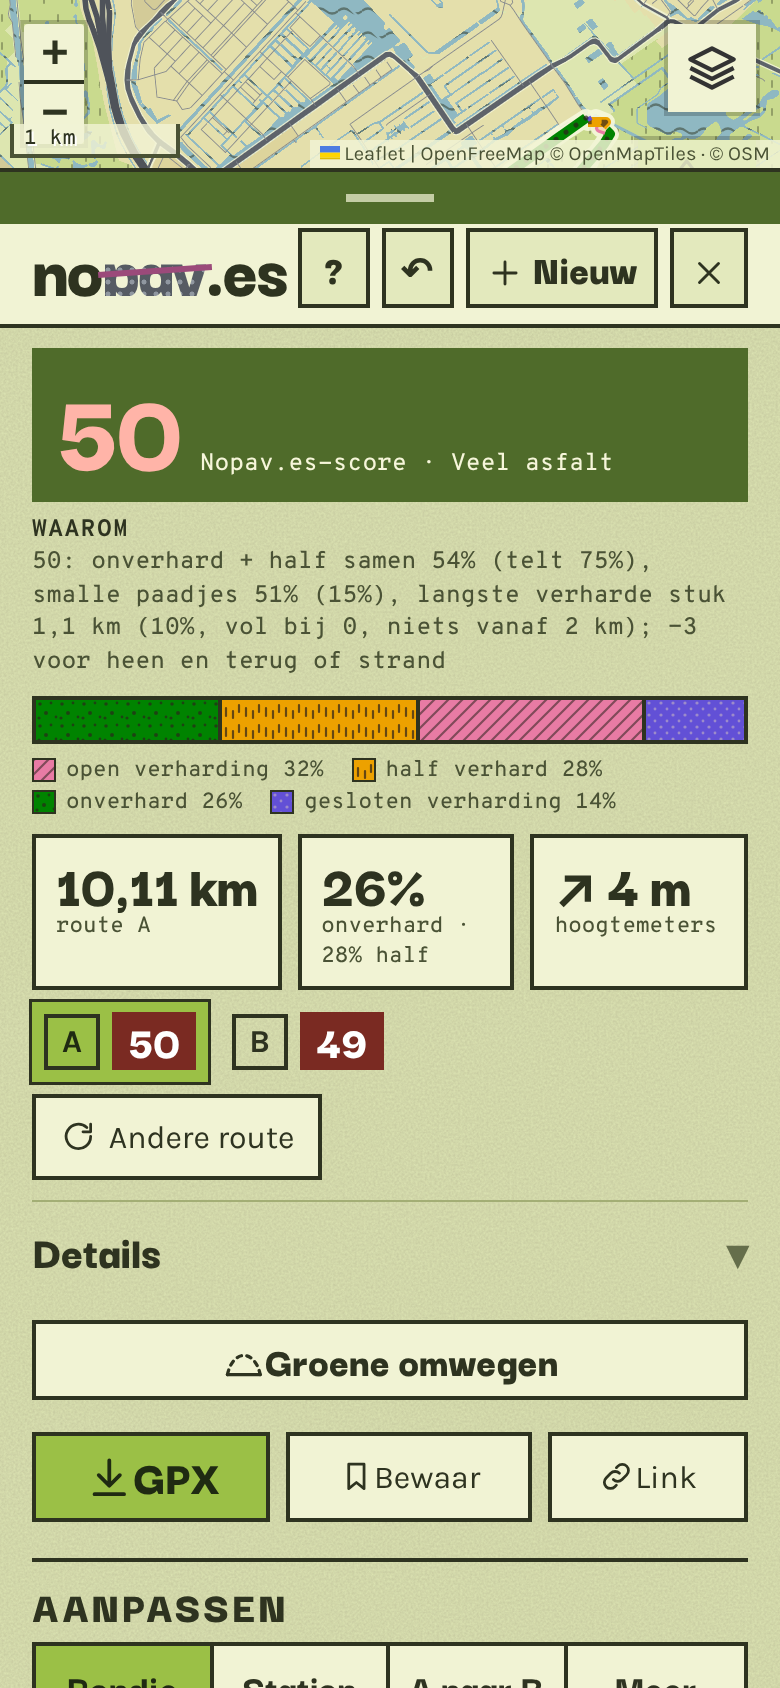 +
−
1 km
Leaflet | OpenFreeMap © OpenMapTiles · © OSM
nopav.es
?
↶
+ Nieuw
×
50 Nopav.es-score · Veel asfalt
WAAROM
50: onverhard + half samen 54% (telt 75%),
smalle paadjes 51% (15%), langste verharde stuk
1,1 km (10%, vol bij 0, niets vanaf 2 km); −3
voor heen en terug of strand
open verharding 32% half verhard 28%
onverhard 26% gesloten verharding 14%
10,11 km
route A
26%
onverhard ·
28% half
↗ 4 m
hoogtemeters
A 50 B 49
Andere route
Details ▼
Groene omwegen
GPX Bewaar Link
AANPASSEN
Rondje Station A naar B Meer